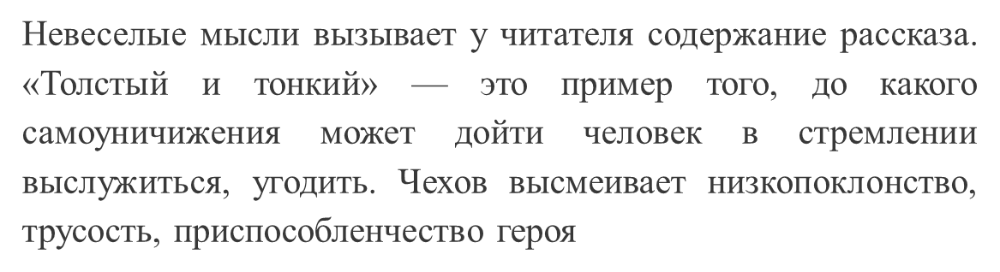 Невеселые мысли вызывает у читателя содержание рассказа.
«Толстый и тонкий» — это пример того, до какого
самоуничижения может дойти человек в стремлении
выслужиться, угодить. Чехов высмеивает низкопоклонство,
трусость, приспособленчество героя